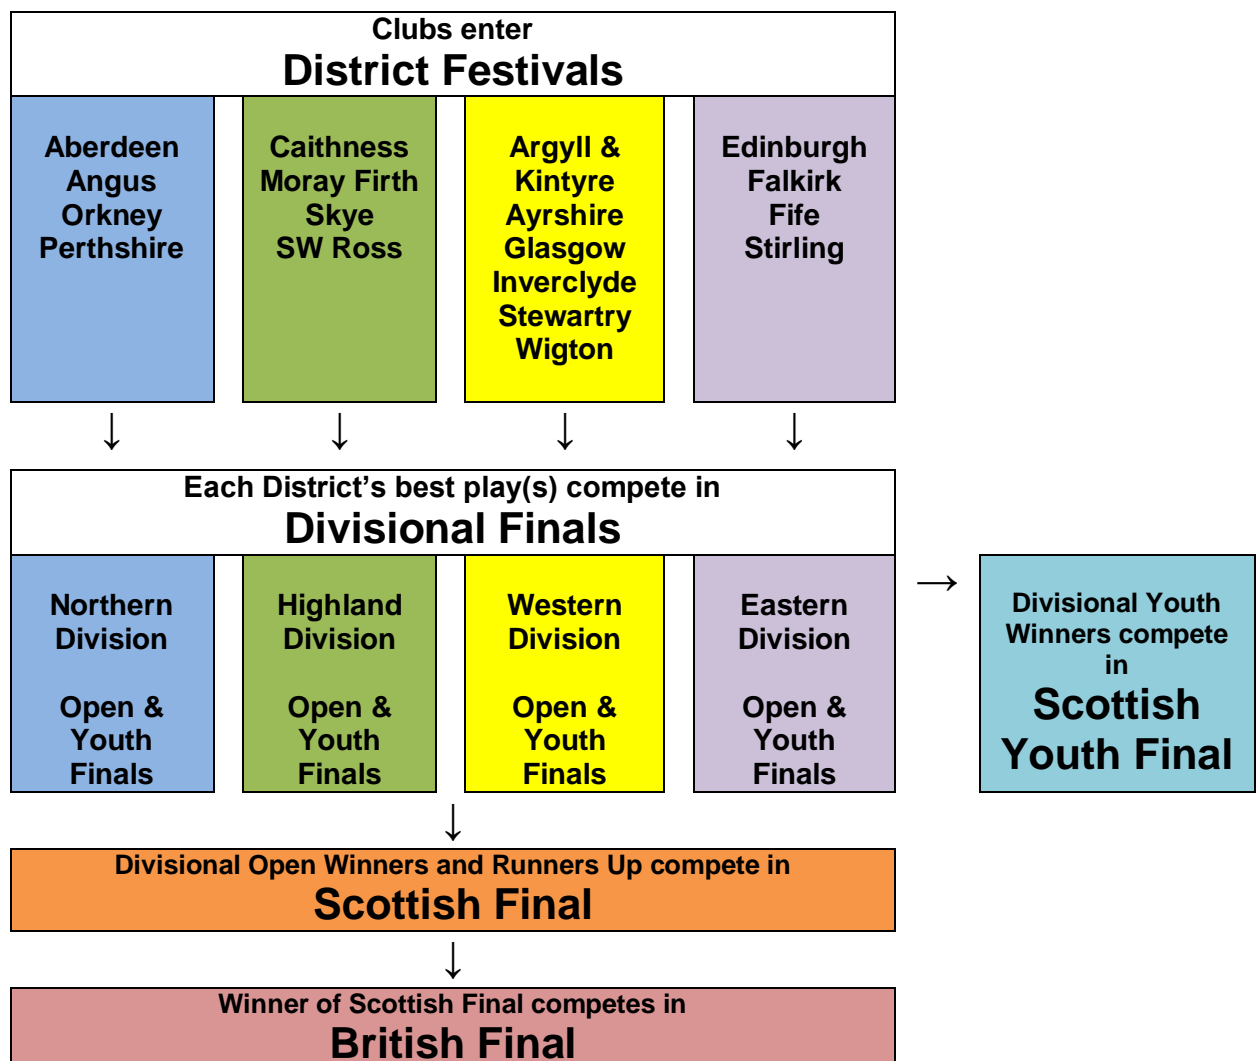 Clubs enter
District Festivals
Aberdeen
Angus
Orkney
Perthshire
Caithness
Moray Firth
Skye
SW Ross
Argyll &
Kintyre
Ayrshire
Glasgow
Inverclyde
Stewartry
Wigton
Edinburgh
Falkirk
Fife
Stirling
↓ ↓ ↓ ↓
Each District’s best play(s) compete in
Divisional Finals
Northern
Division
Open &
Youth
Finals
Highland
Division
Open &
Youth
Finals
Western
Division
Open &
Youth
Finals
Eastern
Division
Open &
Youth
Finals
→
Divisional Youth
Winners compete
in
Scottish
Youth Final
↓
Divisional Open Winners and Runners Up compete in
Scottish Final
↓
Winner of Scottish Final competes in
British Final